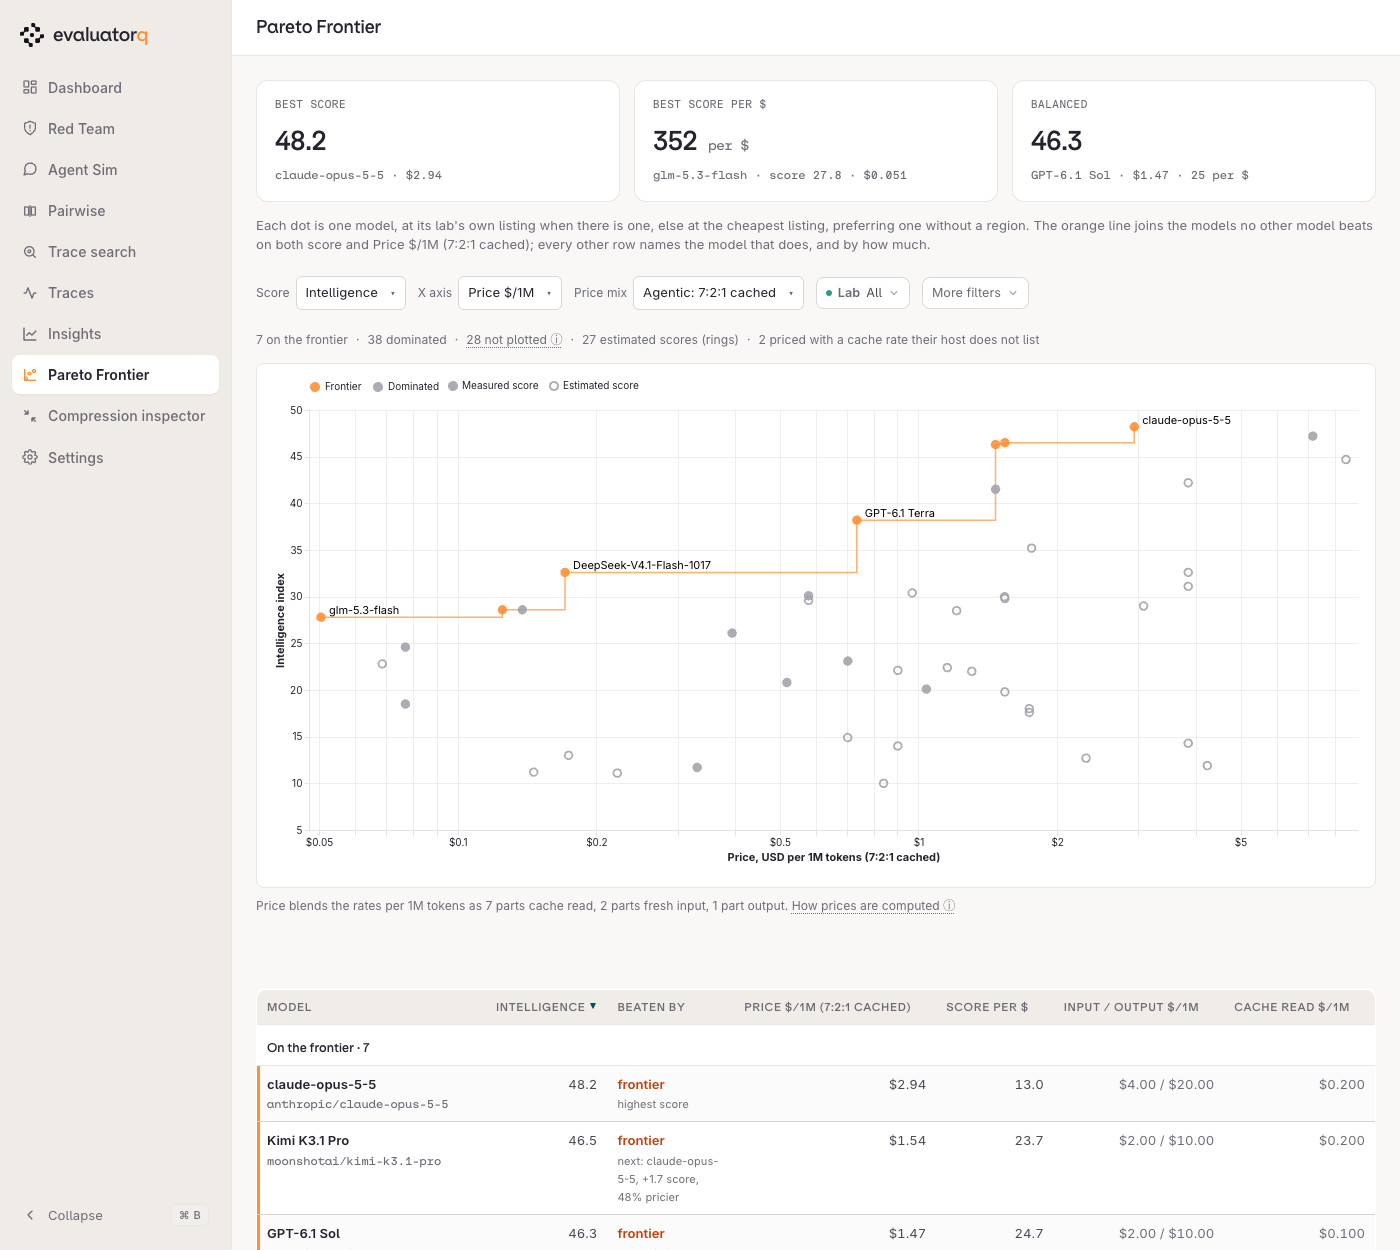 evaluatorq
Dashboard
Red Team
Agent Sim
Pairwise
Trace search
Traces
Insights
Pareto Frontier
Compression inspector
Settings
Collapse
⌘ B
Pareto Frontier
BEST SCORE
48.2
claude-opus-5-5 · $2.94
BEST SCORE PER $
352 per $
glm-5.3-flash · score 27.8 · $0.051
BALANCED
46.3
GPT-6.1 Sol · $1.47 · 25 per $
Each dot is one model, at its lab's own listing when there is one, else at the cheapest listing, preferring one without a region. The orange line joins the models no other model beats
on both score and Price $/1M (7:2:1 cached); every other row names the model that does, and by how much.
Score Intelligence X axis Price $/1M Price mix Agentic: 7:2:1 cached Lab All More filters
7 on the frontier · 38 dominated · 28 not plotted ⓘ · 27 estimated scores (rings) · 2 priced with a cache rate their host does not list
Frontier Dominated Measured score Estimated score
50
45
40
35
30
25
20
15
10
5
Intelligence index
claude-opus-5-5
GPT-6.1 Terra
DeepSeek-V4.1-Flash-1017
glm-5.3-flash
$0.05 $0.1 $0.2 $0.5 $1 $2 $5
Price, USD per 1M tokens (7:2:1 cached)
Price blends the rates per 1M tokens as 7 parts cache read, 2 parts fresh input, 1 part output. How prices are computed ⓘ
MODEL INTELLIGENCE ▼ BEATEN BY PRICE $/1M (7:2:1 CACHED) SCORE PER $ INPUT / OUTPUT $/1M CACHE READ $/1M
On the frontier · 7
claude-opus-5-5 48.2 frontier $2.94 13.0 $4.00 / $20.00 $0.200
anthropic/claude-opus-5-5 highest score
Kimi K3.1 Pro 46.5 frontier $1.54 23.7 $2.00 / $10.00 $0.200
moonshotai/kimi-k3.1-pro next: claude-opus-
5-5, +1.7 score,
48% pricier
GPT-6.1 Sol 46.3 frontier $1.47 24.7 $2.00 / $10.00 $0.100